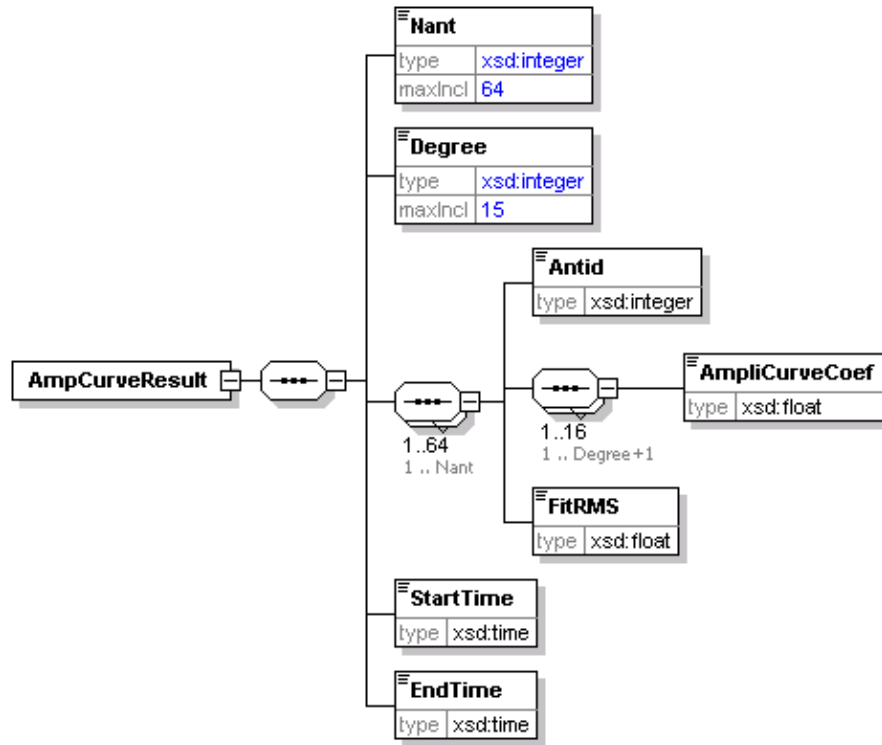 Nant
type xsd:integer
maxIncl 64
Degree
type xsd:integer
maxIncl 15
Antid
type xsd:integer
AmpCurveResult
AmpliCurveCoef
type xsd:float
1..64
1 .. Nant
1..16
1 .. Degree+1
FitRMS
type xsd:float
StartTime
type xsd:time
EndTime
type xsd:time